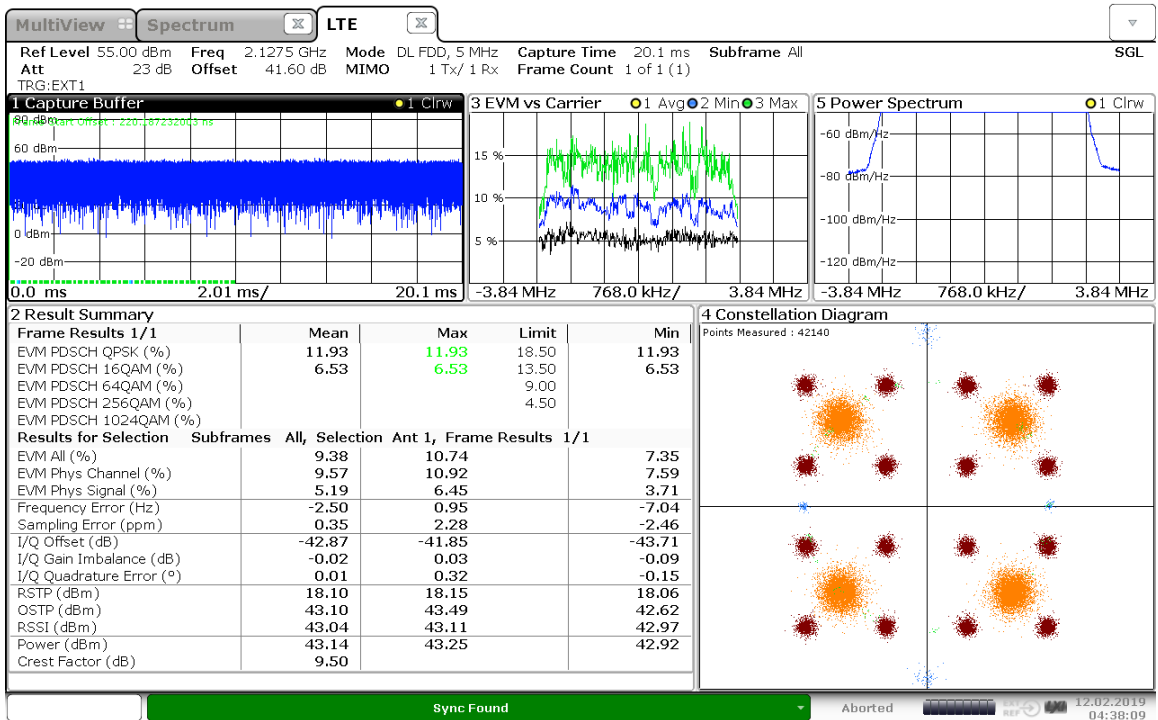 MultiView Spectrum LTE
Ref Level 55.00 dBm Freq 2.1275 GHz Mode DL FDD, 5 MHz Capture Time 20.1 ms Subframe All SGL
Att 23 dB Offset 41.60 dB MIMO 1 Tx/ 1 Rx Frame Count 1 of 1 (1)
TRG:EXT1
1 Capture Buffer 1 Clrw
80 dBm
Frame Start Offset : 220.187232003 ms
60 dBm
0 dBm
-20 dBm
0.0 ms 2.01 ms/ 20.1 ms
3 EVM vs Carrier 1 Avg 2 Min 3 Max
15 %
10 %
5 %
-3.84 MHz 768.0 kHz/ 3.84 MHz
5 Power Spectrum 1 Clrw
-60 dBm/Hz
-80 dBm/Hz
-100 dBm/Hz
-120 dBm/Hz
-3.84 MHz 768.0 kHz/ 3.84 MHz
2 Result Summary
Frame Results 1/1 Mean Max Limit Min
EVM PDSCH QPSK (%) 11.93 11.93 18.50 11.93
EVM PDSCH 16QAM (%) 6.53 6.53 13.50 6.53
EVM PDSCH 64QAM (%) 9.00
EVM PDSCH 256QAM (%) 4.50
EVM PDSCH 1024QAM (%)
Results for Selection Subframes All, Selection Ant 1, Frame Results 1/1
EVM All (%) 9.38 10.74 7.35
EVM Phys Channel (%) 9.57 10.92 7.59
EVM Phys Signal (%) 5.19 6.45 3.71
Frequency Error (Hz) -2.50 0.95 -7.04
Sampling Error (ppm) 0.35 2.28 -2.46
I/Q Offset (dB) -42.87 -41.85 -43.71
I/Q Gain Imbalance (dB) -0.02 0.03 -0.09
I/Q Quadrature Error (°) 0.01 0.32 -0.15
RSTP (dBm) 18.10 18.15 18.06
OSTP (dBm) 43.10 43.49 42.62
RSSI (dBm) 43.04 43.11 42.97
Power (dBm) 43.14 43.25 42.92
Crest Factor (dB) 9.50
4 Constellation Diagram
Points Measured : 42140
Sync Found
Aborted
EXT
REF
12.02.2019
04:38:09